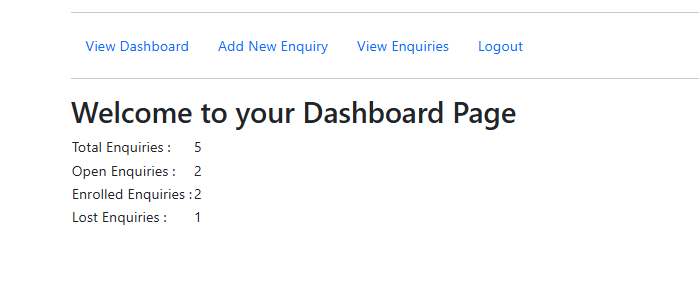 View Dashboard Add New Enquiry View Enquiries Logout
Welcome to your Dashboard Page
Total Enquiries : 5
Open Enquiries : 2
Enrolled Enquiries : 2
Lost Enquiries : 1